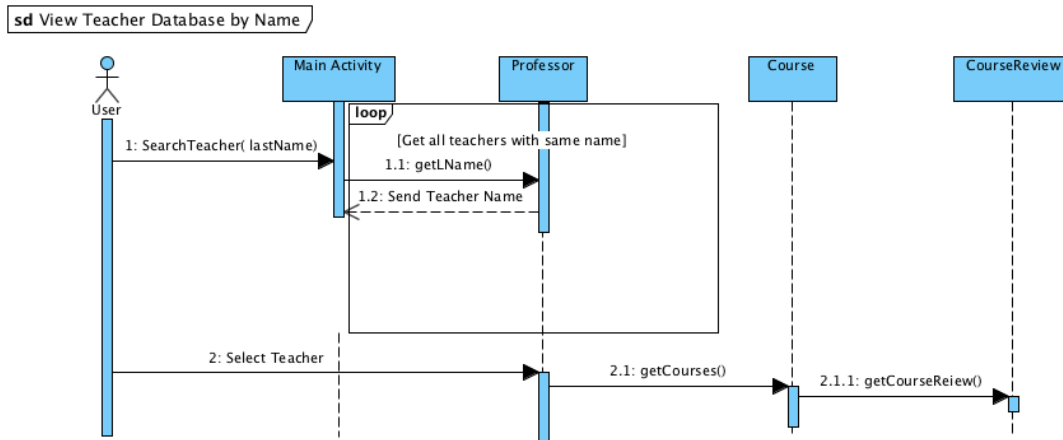 sd View Teacher Database by Name
User
Main Activity
Professor
Course
CourseReview
loop
[Get all teachers with same name]
1: SearchTeacher( lastName)
1.1: getLName()
1.2: Send Teacher Name
2: Select Teacher
2.1: getCourses()
2.1.1: getCourseReiew()